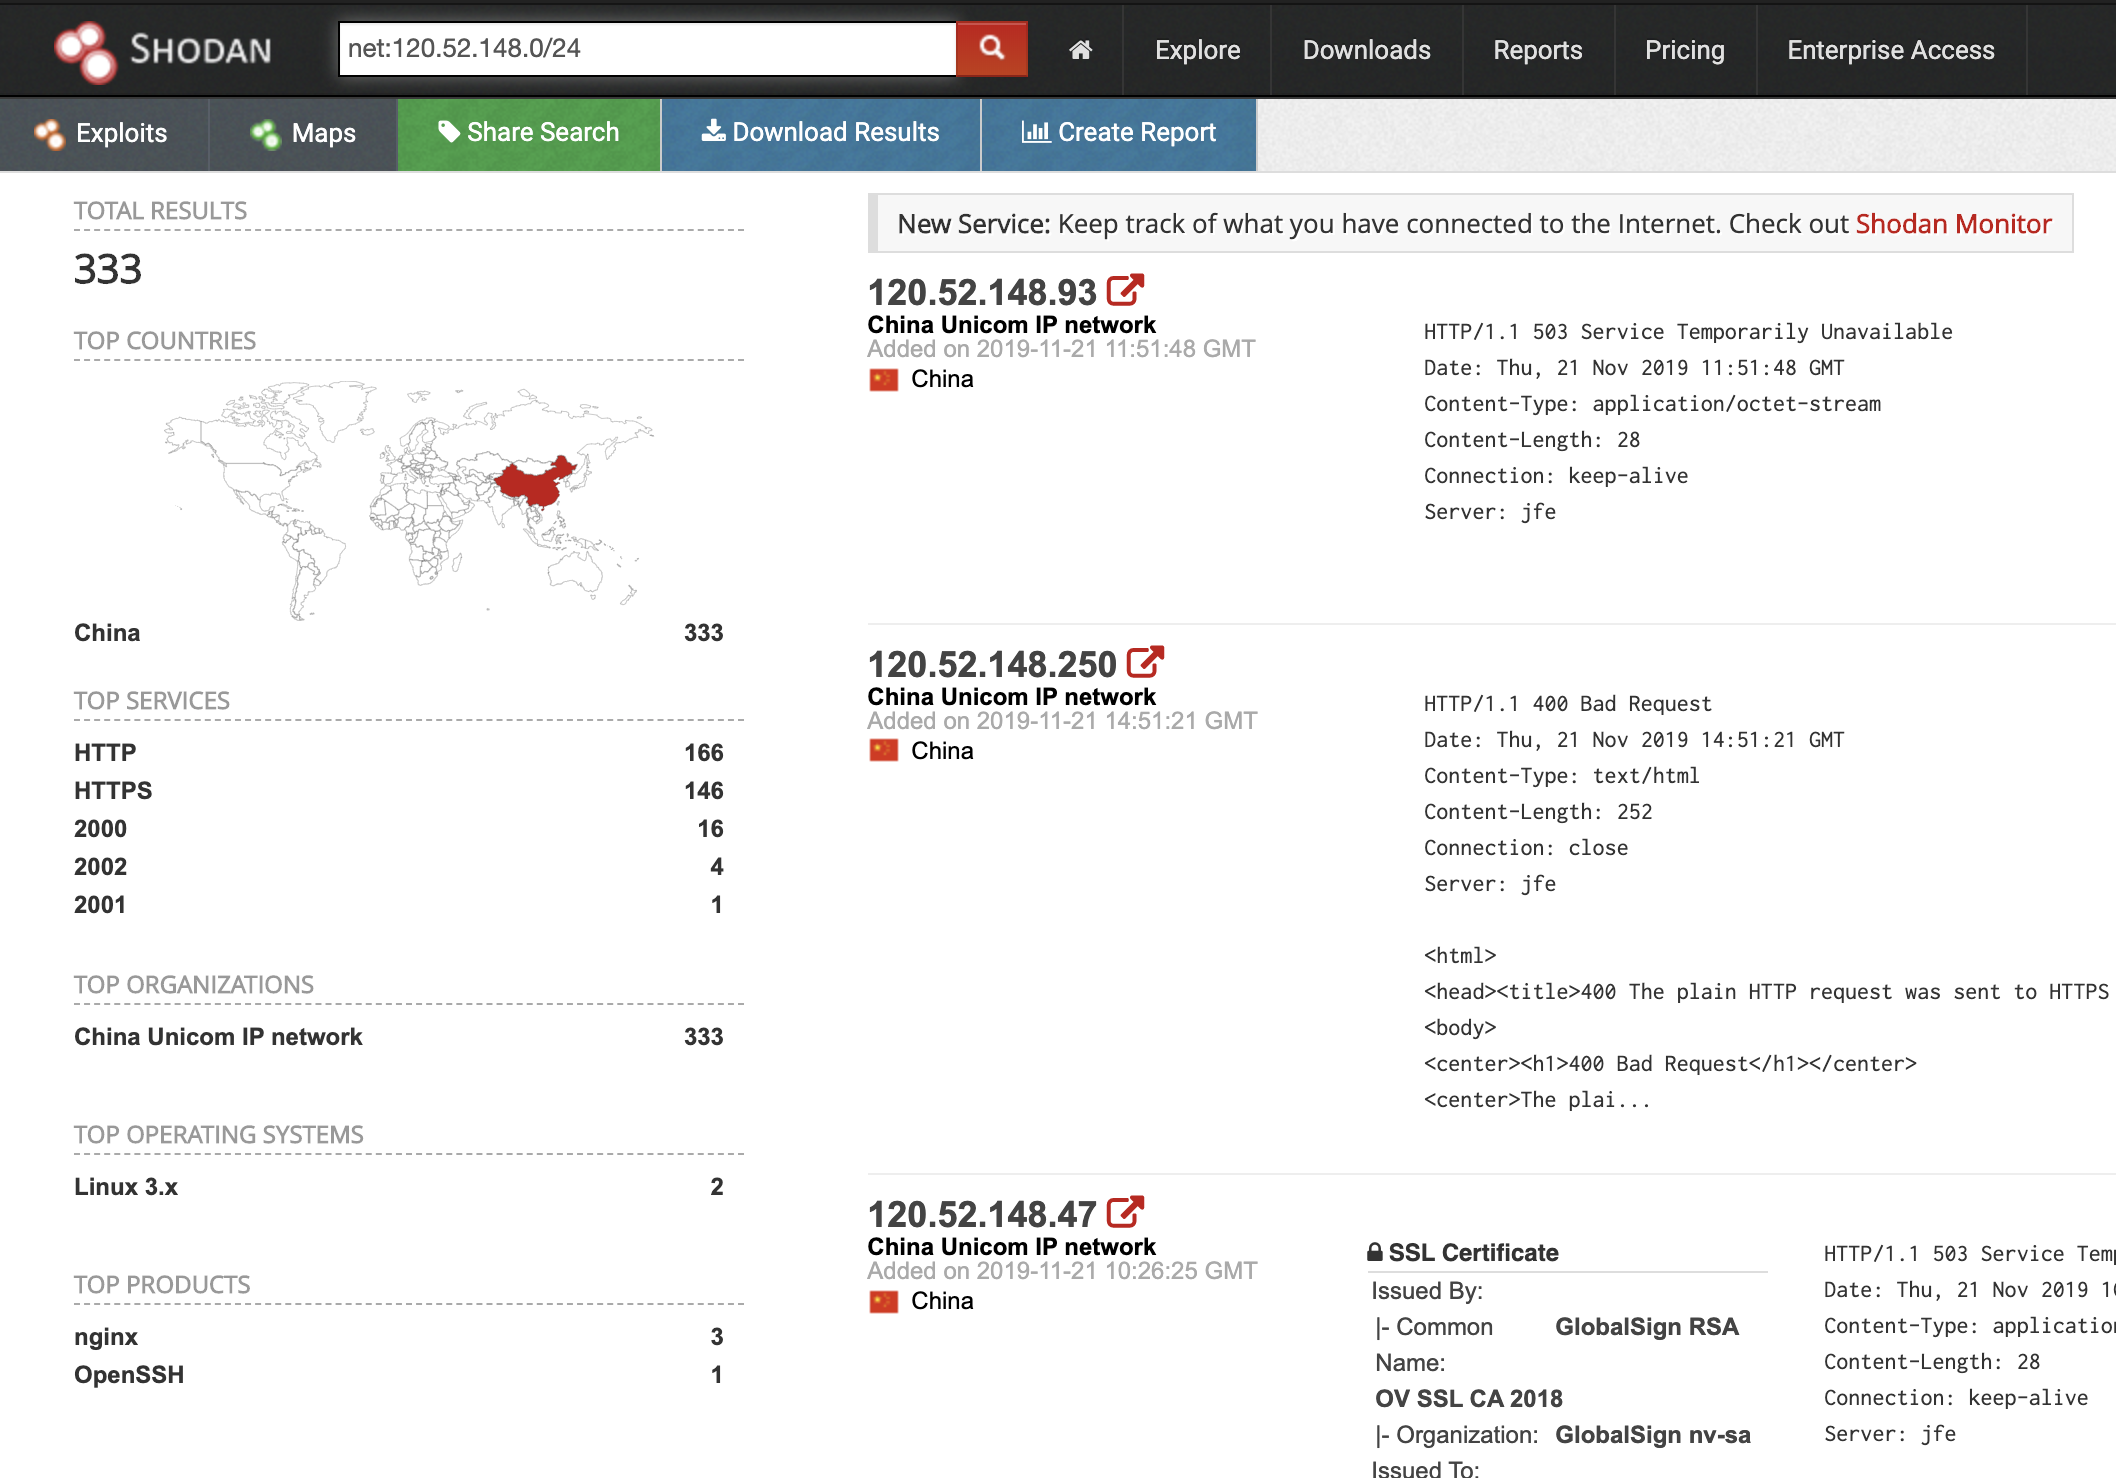 SHODAN
net:120.52.148.0/24
Explore
Downloads
Reports
Pricing
Enterprise Access
Exploits
Maps
Share Search
Download Results
Create Report
TOTAL RESULTS
333
TOP COUNTRIES
China 333
TOP SERVICES
HTTP 166
HTTPS 146
2000 16
2002 4
2001 1
TOP ORGANIZATIONS
China Unicom IP network 333
TOP OPERATING SYSTEMS
Linux 3.x 2
TOP PRODUCTS
nginx 3
OpenSSH 1
New Service: Keep track of what you have connected to the Internet. Check out Shodan Monitor
120.52.148.93
China Unicom IP network
Added on 2019-11-21 11:51:48 GMT
China
HTTP/1.1 503 Service Temporarily Unavailable
Date: Thu, 21 Nov 2019 11:51:48 GMT
Content-Type: application/octet-stream
Content-Length: 28
Connection: keep-alive
Server: jfe
120.52.148.250
China Unicom IP network
Added on 2019-11-21 14:51:21 GMT
China
HTTP/1.1 400 Bad Request
Date: Thu, 21 Nov 2019 14:51:21 GMT
Content-Type: text/html
Content-Length: 252
Connection: close
Server: jfe
<html>
<head><title>400 The plain HTTP request was sent to HTTPS
<body>
<center><h1>400 Bad Request</h1></center>
<center>The plai...
120.52.148.47
China Unicom IP network
Added on 2019-11-21 10:26:25 GMT
China
SSL Certificate
Issued By:
|- Common Name: GlobalSign RSA
OV SSL CA 2018
|- Organization: GlobalSign nv-sa
Issued To:
HTTP/1.1 503 Service
Date: Thu, 21 Nov 2019
Content-Type:
Content-Length: 28
Connection: keep-alive
Server: jfe